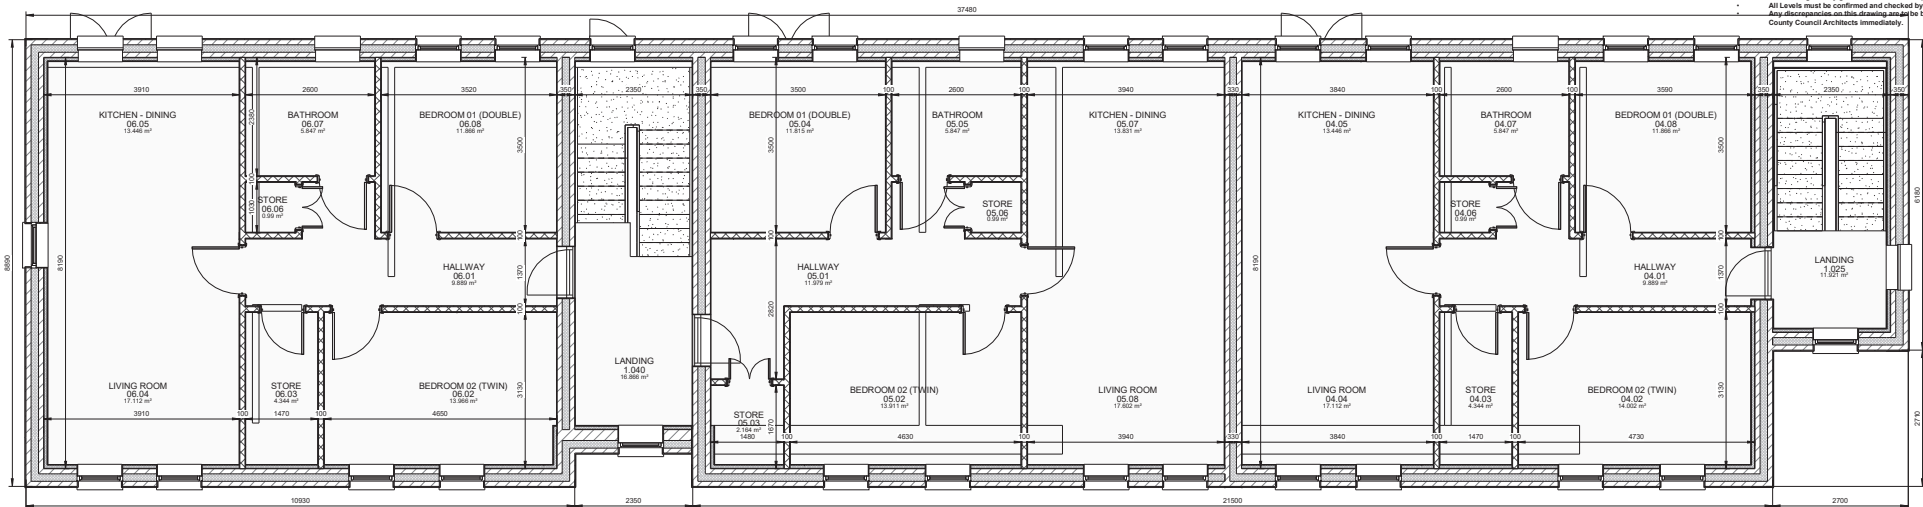 All Levels must be confirmed and checked by
Any discrepancies on this drawing are to be b
County Council Architects immediately.
37480
3910
2600
3520
350
2350
350
3500
100
2600
100
3940
330
3840
100
2600
100
3590
350
2350
350
KITCHEN - DINING
06.05
13.446 m²
BATHROOM
06.07
5.847 m²
BEDROOM 01 (DOUBLE)
06.08
11.866 m²
BEDROOM 01 (DOUBLE)
05.04
11.815 m²
BATHROOM
05.05
5.847 m²
KITCHEN - DINING
05.07
13.831 m²
KITCHEN - DINING
04.05
13.446 m²
BATHROOM
04.07
5.847 m²
BEDROOM 01 (DOUBLE)
04.08
11.866 m²
2380
3500
3500
3500
6180
100
1030
STORE
06.06
0.99 m²
STORE
05.06
0.99 m²
STORE
04.06
0.99 m²
8890
8190
8190
100
100
100
HALLWAY
06.01
9.889 m²
1370
HALLWAY
05.01
11.979 m²
HALLWAY
04.01
9.889 m²
1370
LANDING
1.025
11.921 m²
100
2820
100
LANDING
1.040
16.866 m²
LIVING ROOM
06.04
17.112 m²
STORE
06.03
4.344 m²
BEDROOM 02 (TWIN)
06.02
13.966 m²
3130
STORE
05.03
2.164 m²
1670
BEDROOM 02 (TWIN)
05.02
13.911 m²
LIVING ROOM
05.08
17.602 m²
LIVING ROOM
04.04
17.112 m²
STORE
04.03
4.344 m²
BEDROOM 02 (TWIN)
04.02
14.002 m²
3130
2710
3910
100
1470
100
4650
1480
100
4630
100
3940
330
3840
100
1470
100
4730
10930
2350
21500
2700